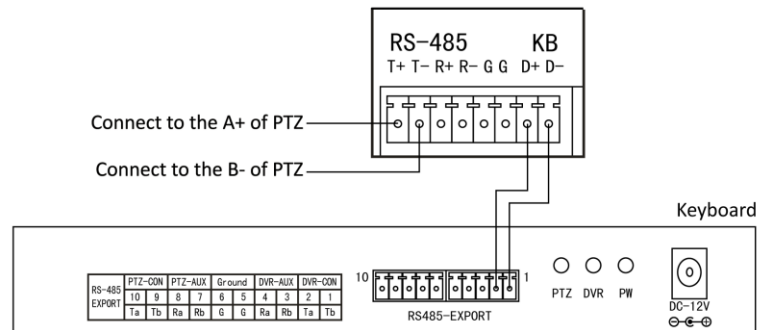 RS-485 KB
T+ T- R+ R- G G D+ D-
Connect to the A+ of PTZ
Connect to the B- of PTZ
Keyboard
RS-485 EXPORT
PTZ-CON PTZ-AUX Ground DVR-AUX DVR-CON
10 9 8 7 6 5 4 3 2 1
Ta Tb Ra Rb G G Ra Rb Ta Tb
10 1
RS485-EXPORT
PTZ DVR PW
DC-12V